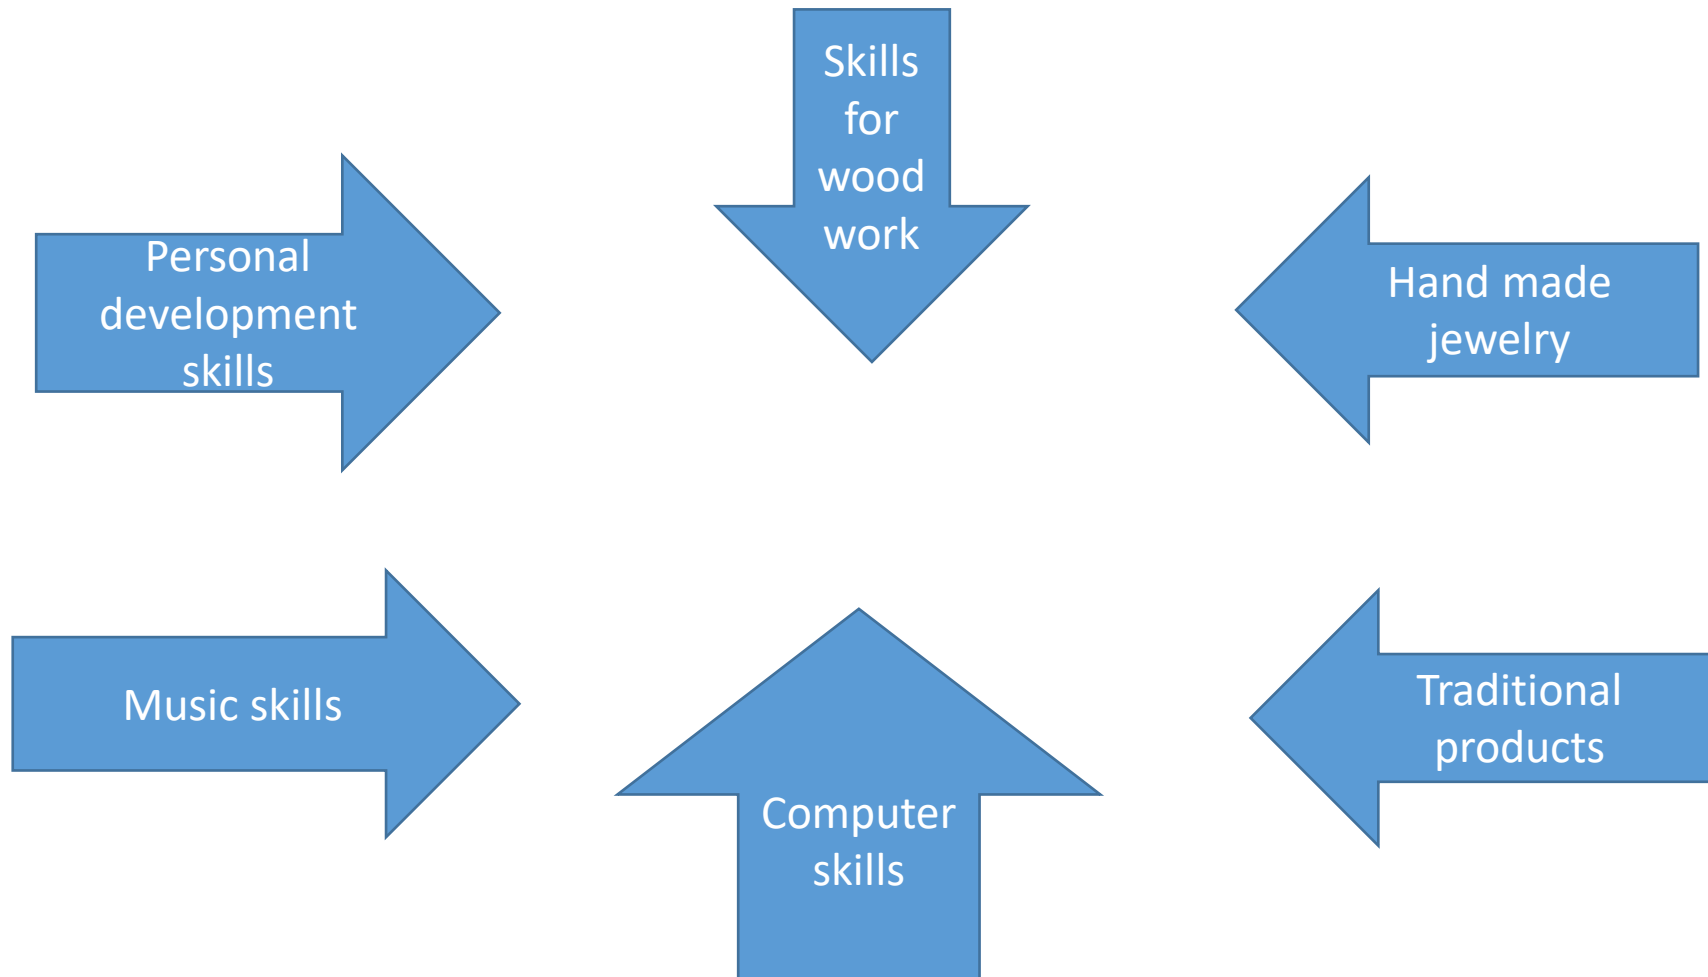 Skills
for
wood
work
Personal
development
skills
Hand made
jewelry
Music skills
Traditional
products
Computer
skills